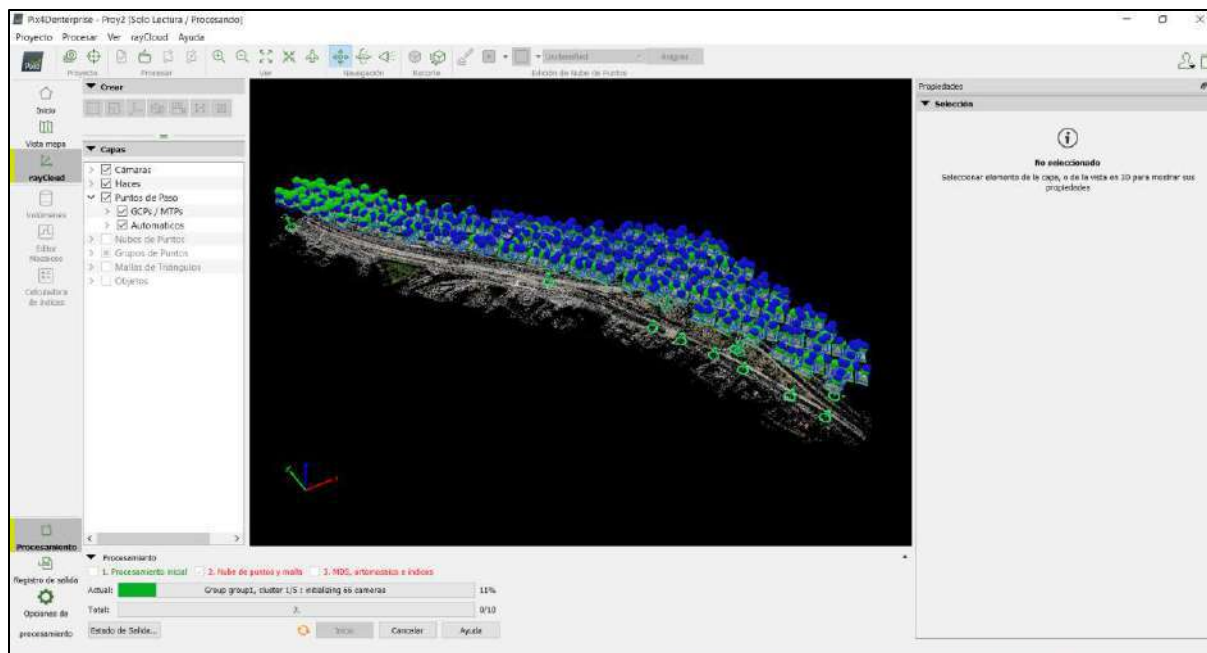 Pix4Denterprise - Proy2 [Solo Lectura / Procesando]
Proyecto Procesar Ver rayCloud Ayuda
Unclassified Asignar
Proyecto Procesar Ver Navegación Recorte Edición de Nube de Puntos
Inicio
Vista mapa
rayCloud
Volúmenes
Editor
Mosaicos
Calculadora
de índices
Crear
Capas
Cámaras
Haces
Puntos de Paso
GCPs / MTPs
Automaticos
Nubes de Puntos
Grupos de Puntos
Mallas de Triángulos
Objetos
Propiedades
Selección
No seleccionado
Seleccionar elemento de la capa, o de la vista en 3D para mostrar sus
propiedades
Procesamiento
Registro de salida
Opciones de
procesamiento
Procesamiento
1. Procesamiento inicial 2. Nube de puntos y malla 3. MDS, ortomosaico e índices
Actual: Group group1, cluster 1/5 : initializing 66 cameras 11%
Total: 2. 0/10
Estado de Salida... Inicio Cancelar Ayuda